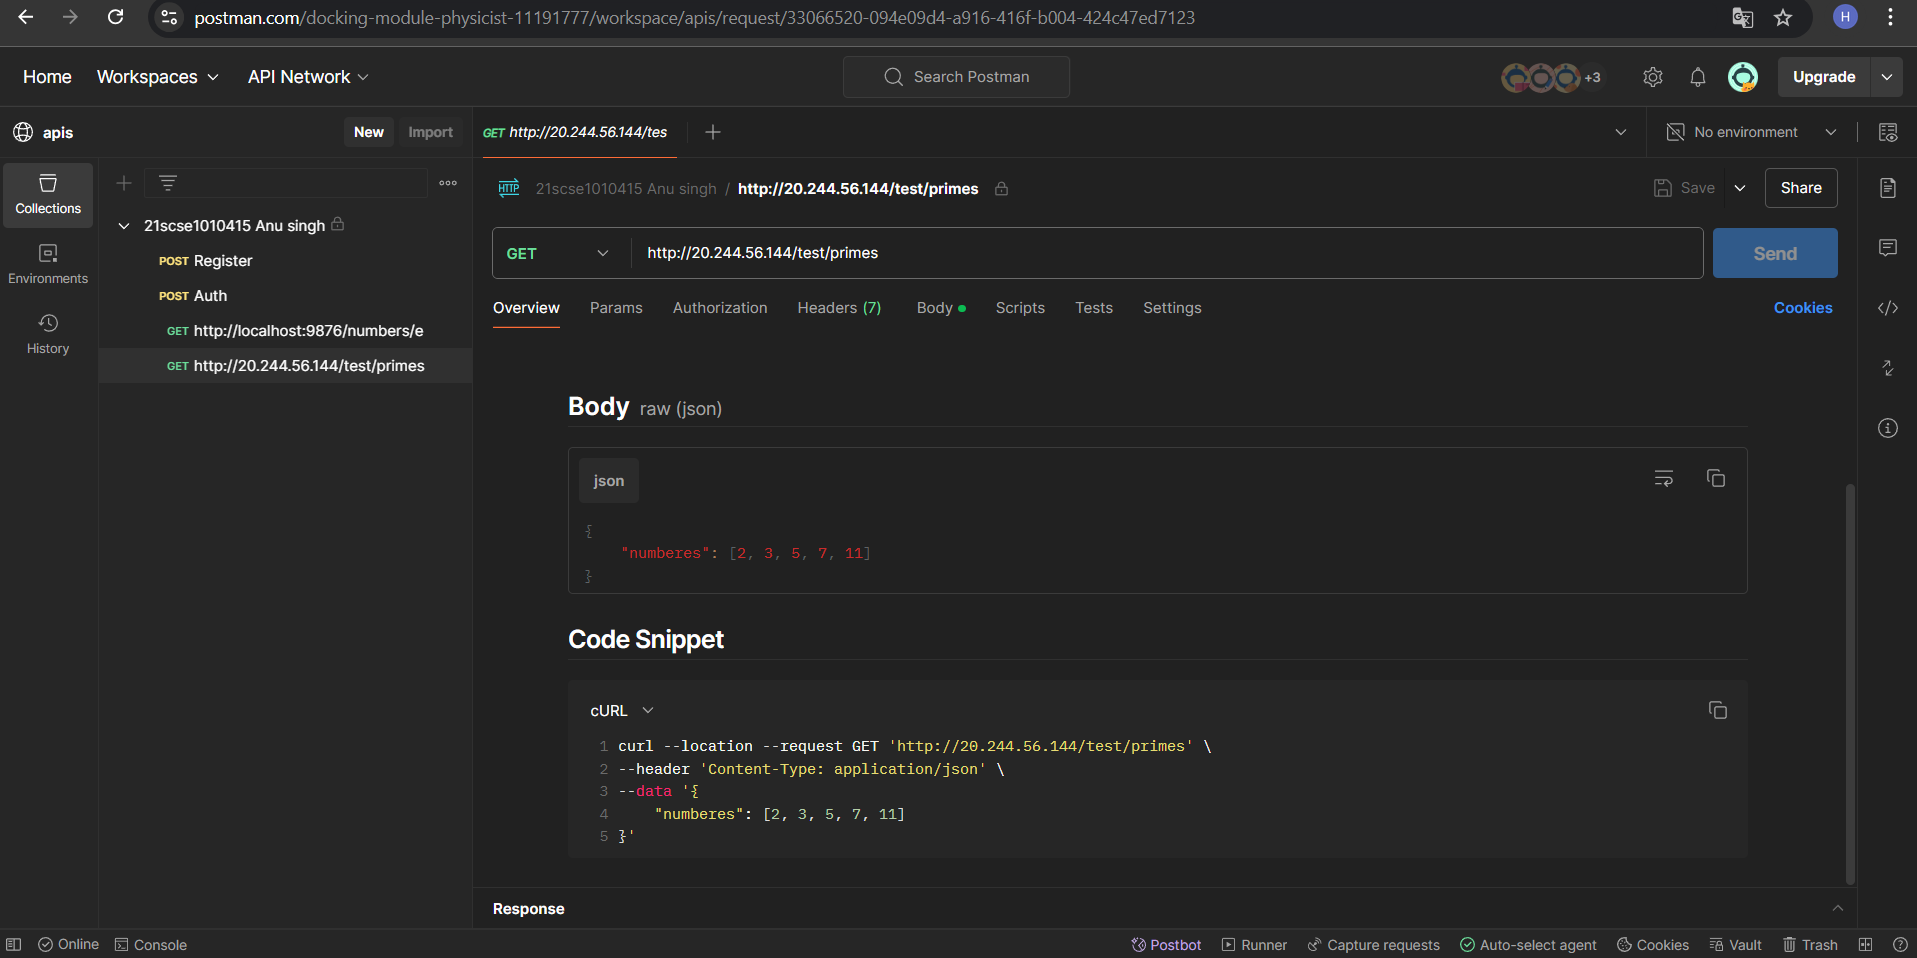 postman.com/docking-module-physicist-11191777/workspace/apis/request/33066520-094e09d4-a916-416f-b004-424c47ed7123
H
Home Workspaces API Network
Search Postman
+3
Upgrade
apis
New Import
GET http://20.244.56.144/tes
No environment
Collections
Environments
History
21scse1010415 Anu singh
POST Register
POST Auth
GET http://localhost:9876/numbers/e
GET http://20.244.56.144/test/primes
HTTP 21scse1010415 Anu singh / http://20.244.56.144/test/primes
Save Share
GET http://20.244.56.144/test/primes
Send
Overview Params Authorization Headers (7) Body Scripts Tests Settings
Cookies
Body raw (json)
json
{
"numberes": [2, 3, 5, 7, 11]
}
Code Snippet
cURL
1 curl --location --request GET 'http://20.244.56.144/test/primes' \
2 --header 'Content-Type: application/json' \
3 --data '{
4 "numberes": [2, 3, 5, 7, 11]
5 }'
Response
Online Console
Postbot Runner Capture requests Auto-select agent Cookies Vault Trash